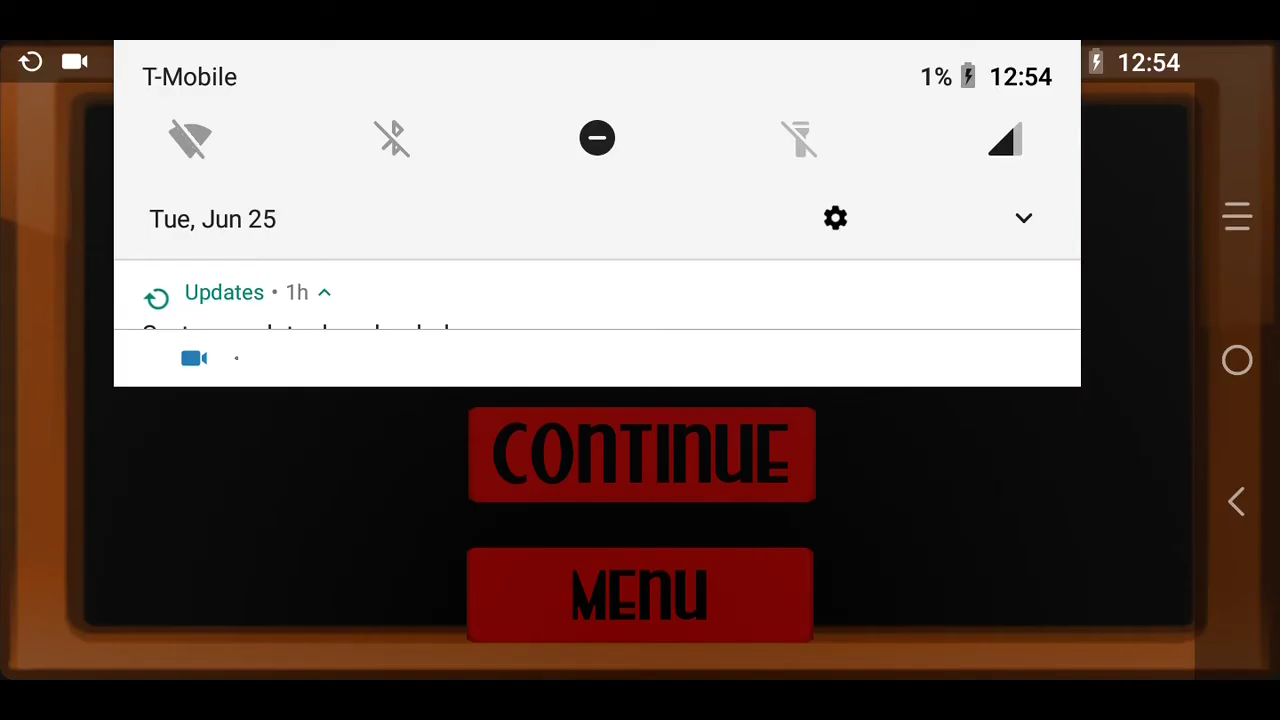 T-Mobile 1% 12:54
12:54
Tue, Jun 25
Updates • 1h
CONTINUE
MENU